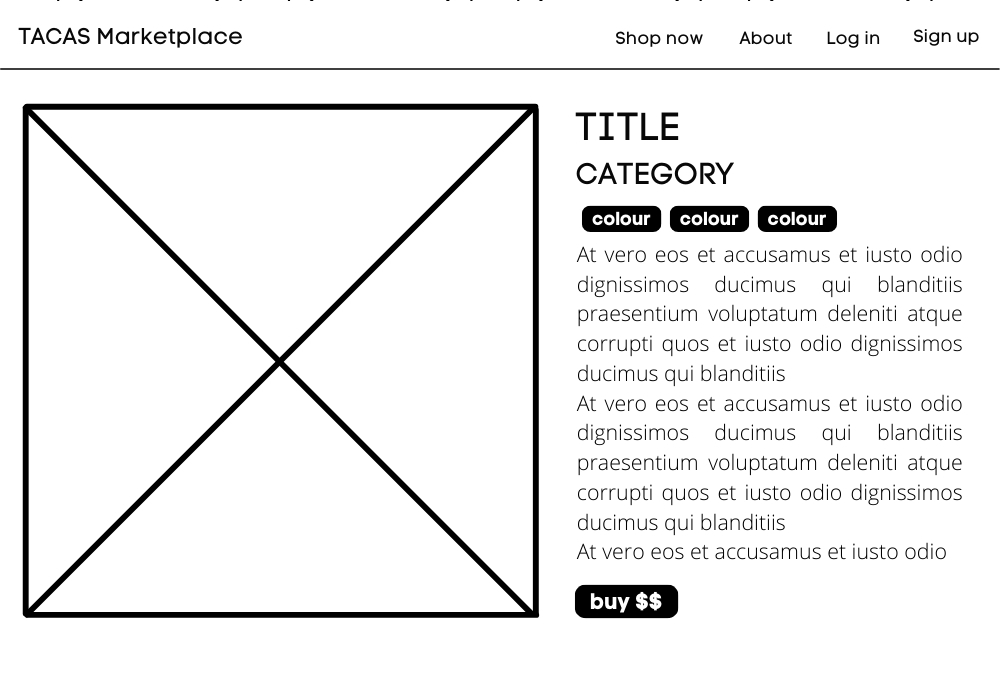 TACAS Marketplace
Shop now About Log in Sign up
TITLE
CATEGORY
colour colour colour
At vero eos et accusamus et iusto odio
dignissimos ducimus qui blanditiis
praesentium voluptatum deleniti atque
corrupti quos et iusto odio dignissimos
ducimus qui blanditiis
At vero eos et accusamus et iusto odio
dignissimos ducimus qui blanditiis
praesentium voluptatum deleniti atque
corrupti quos et iusto odio dignissimos
ducimus qui blanditiis
At vero eos et accusamus et iusto odio
buy $$